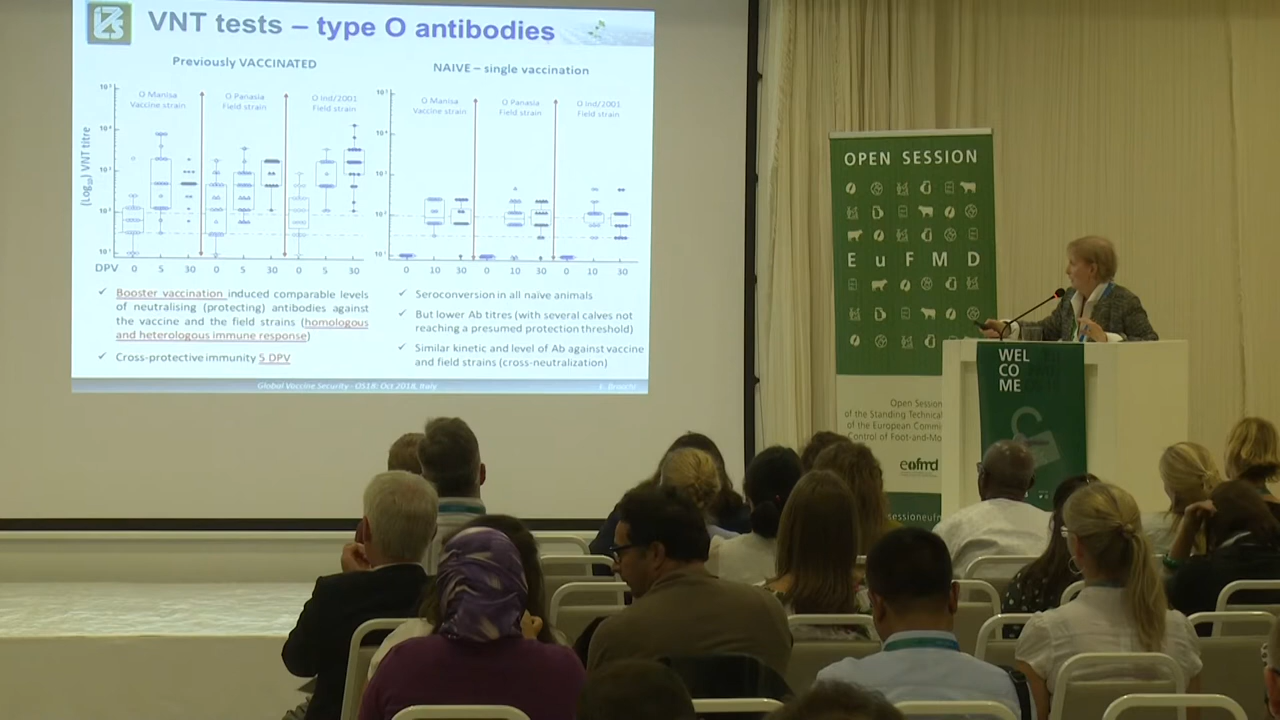 VNT tests – type O antibodies
Previously VACCINATED
NAIVE – single vaccination
O Manisa
Vaccine strain
O Panasia
Field strain
O Ind/2001
Field strain
O Manisa
Vaccine strain
O Panasia
Field strain
O Ind/2001
Field strain
(Log10) VNT titre
DPV 0 5 30 0 5 30 0 5 30
0 10 30 0 10 30 0 10 30
✓ Booster vaccination induced comparable levels
of neutralising (protecting) antibodies against
the vaccine and the field strains (homologous
and heterologous immune response)
✓ Cross-protective immunity 5 DPV
✓ Seroconversion in all naïve animals
✓ But lower Ab titres (with several calves not
reaching a presumed protection threshold)
✓ Similar kinetic and level of Ab against vaccine
and field strains (cross-neutralization)
Global Vaccine Security - OS18: Oct 2018, Italy
E. Brocchi
OPEN SESSION
E u F M D
Open Session
of the Standing Technical
of the European Commi
Control of Foot-and-Mo
eofmd
sessioneufm
WEL
CO
ME